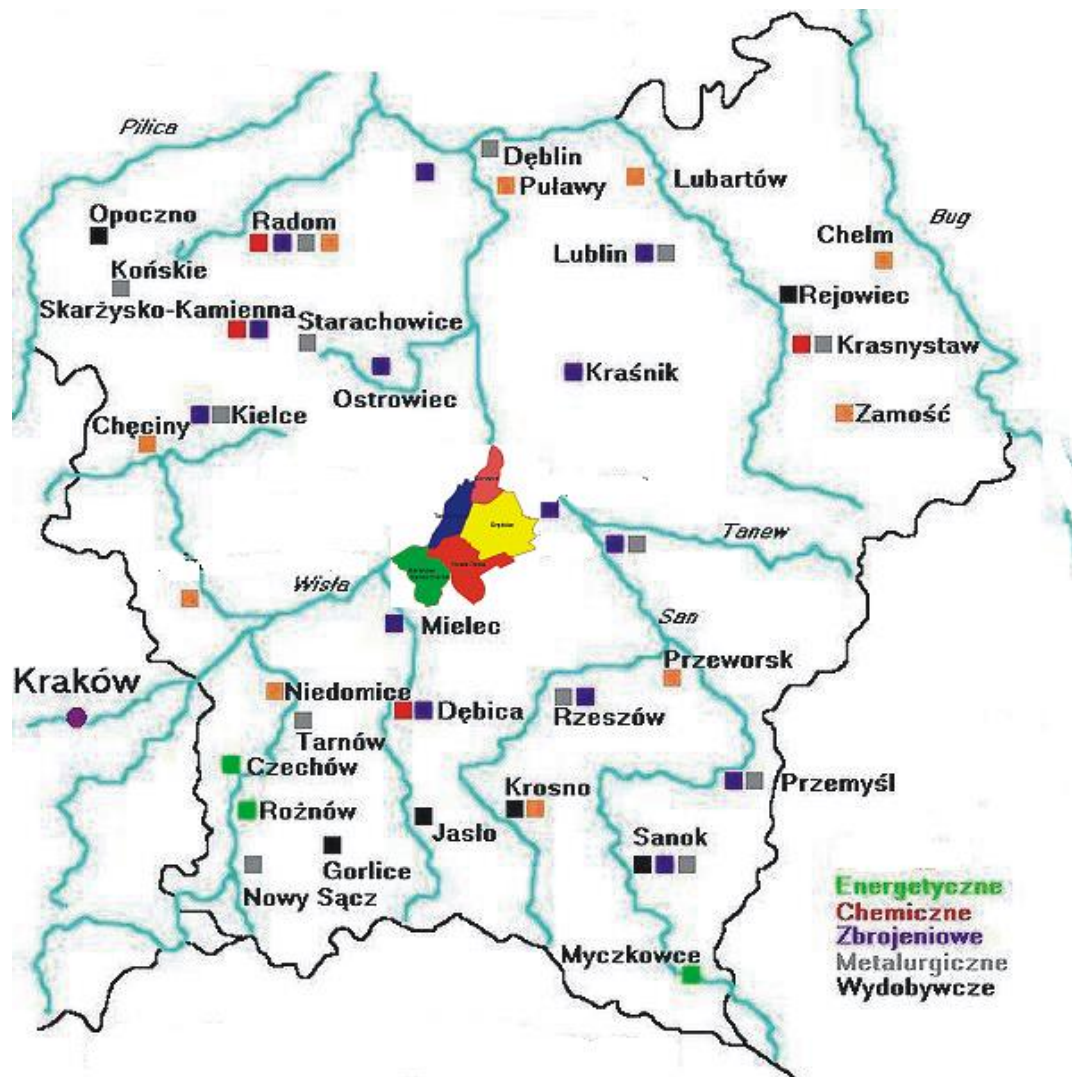 Pilica
Dęblin
Puławy
Lubartów
Opoczno
Radom
Bug
Chelm
Lublin
Końskie
Rejowiec
Skarżysko-Kamienna
Starachowice
Krasnystaw
Kraśnik
Ostrowiec
Kielce
Chęciny
Zamość
Tanew
Wisła
San
Mielec
Przeworsk
Kraków
Niedomice
Dębica
Rzeszów
Tarnów
Czechów
Krosno
Przemyśl
Rożnów
Jasło
Sanok
Gorlice
Nowy Sącz
Energetyczne
Chemiczne
Zbrojeniowe
Myczkowce
Metalurgiczne
Wydobywcze